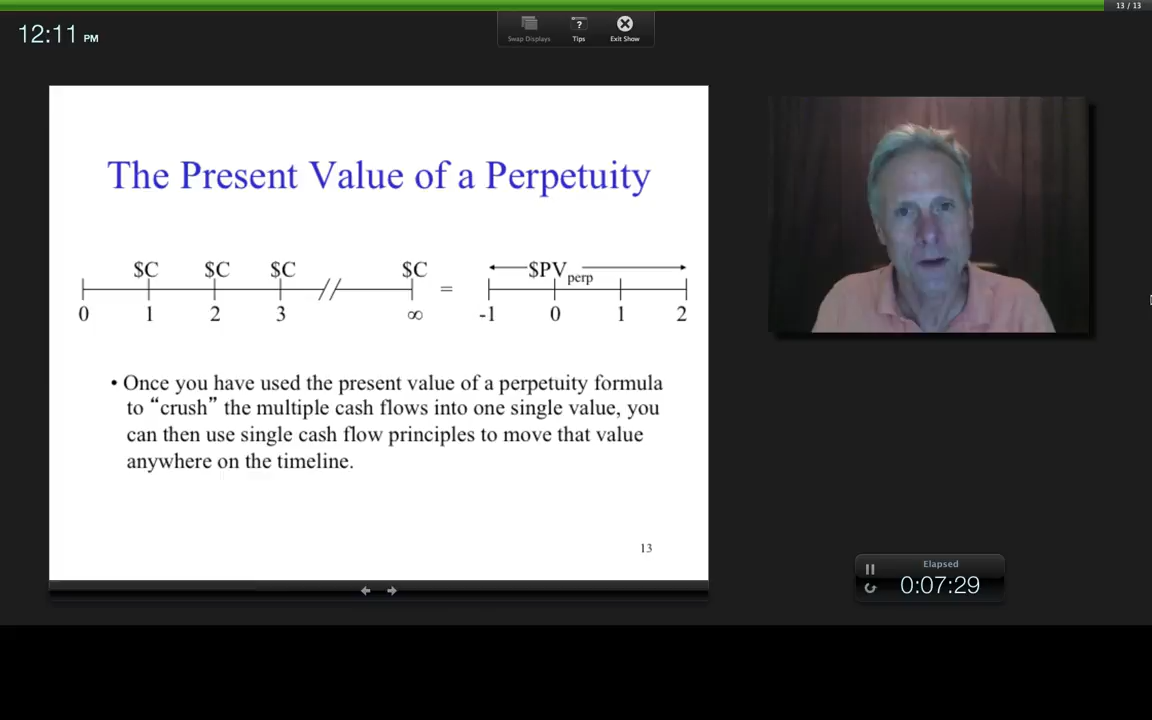 13 / 13
12:11 PM
Swap Displays
? Tips
Exit Show
The Present Value of a Perpetuity
$C $C $C $C = $PVperp
0 1 2 3 ∞ -1 0 1 2
• Once you have used the present value of a perpetuity formula
to “crush” the multiple cash flows into one single value, you
can then use single cash flow principles to move that value
anywhere on the timeline.
13
Elapsed
0:07:29